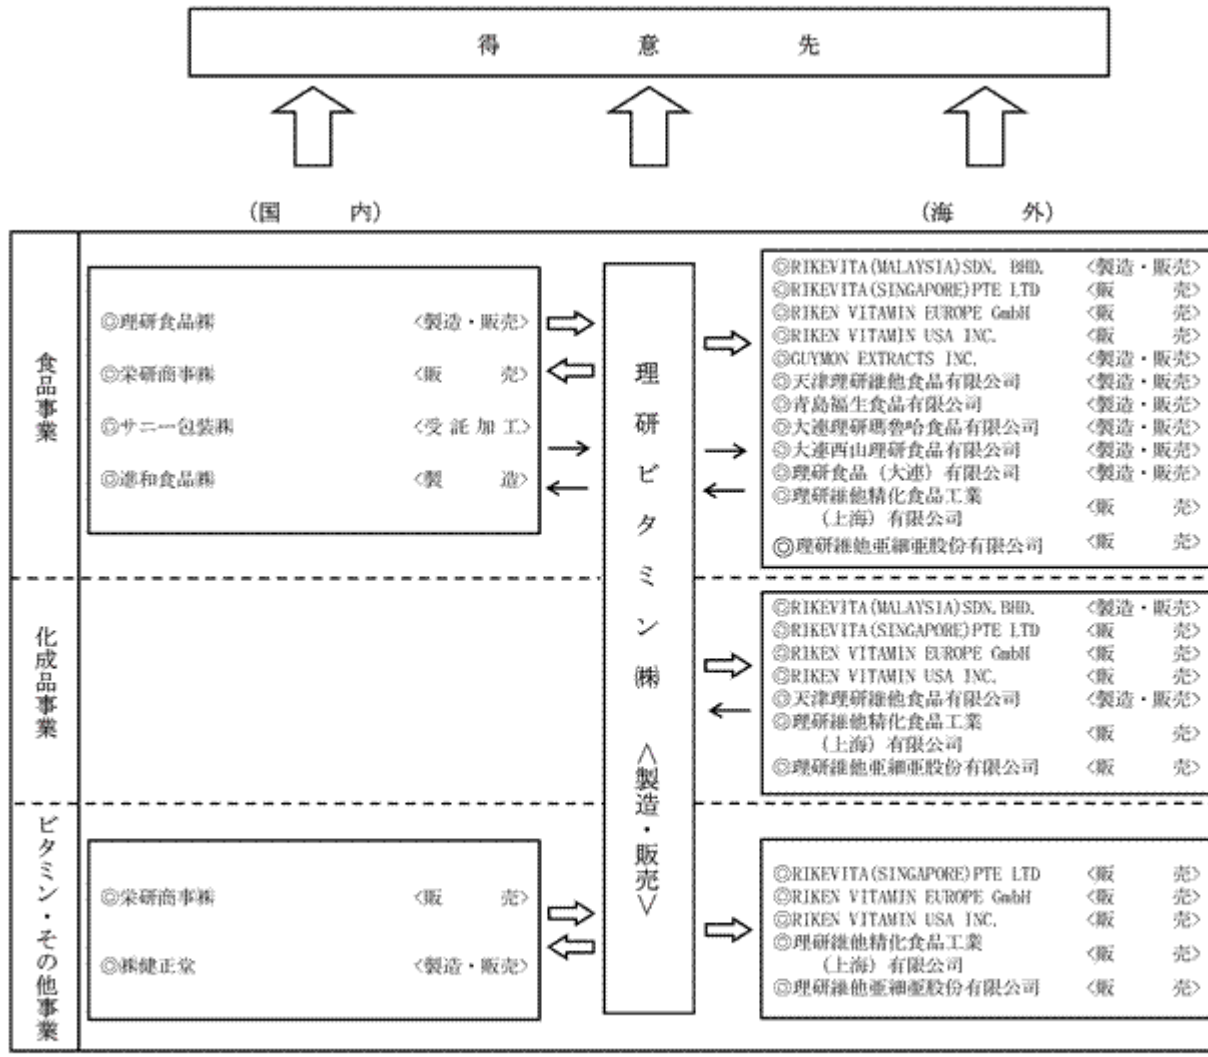 得意先
(国内)
(海外)
食品事業
◎理研食品㈱ <製造・販売>
◎栄研商事㈱ <販売>
◎サニー包装㈱ <受託加工>
◎進和食品㈱ <製造>
理研ビタミン㈱ <製造・販売>
◎RIKEVITA(MALAYSIA)SDN. BHD. <製造・販売>
◎RIKEVITA(SINGAPORE)PTE LTD <販売>
◎RIKEN VITAMIN EUROPE GmbH <販売>
◎RIKEN VITAMIN USA INC. <販売>
◎GUYMON EXTRACTS INC. <製造・販売>
◎天津理研維他食品有限公司 <製造・販売>
◎青島福生食品有限公司 <製造・販売>
◎大連理研瑪魯哈食品有限公司 <製造・販売>
◎大連西山理研食品有限公司 <製造・販売>
◎理研食品(大連)有限公司 <製造・販売>
◎理研維他精化食品工業
(上海)有限公司 <販売>
◎理研維他亜細亜股份有限公司 <販売>
化成品事業
◎RIKEVITA(MALAYSIA)SDN.BHD. <製造・販売>
◎RIKEVITA(SINGAPORE)PTE LTD <販売>
◎RIKEN VITAMIN EUROPE GmbH <販売>
◎RIKEN VITAMIN USA INC. <販売>
◎天津理研維他食品有限公司 <製造・販売>
◎理研維他精化食品工業
(上海)有限公司 <販売>
◎理研維他亜細亜股份有限公司 <販売>
ビタミン・その他事業
◎栄研商事㈱ <販売>
◎㈱健正堂 <製造・販売>
◎RIKEVITA(SINGAPORE)PTE LTD <販売>
◎RIKEN VITAMIN EUROPE GmbH <販売>
◎RIKEN VITAMIN USA INC. <販売>
◎理研維他精化食品工業
(上海)有限公司 <販売>
◎理研維他亜細亜股份有限公司 <販売>